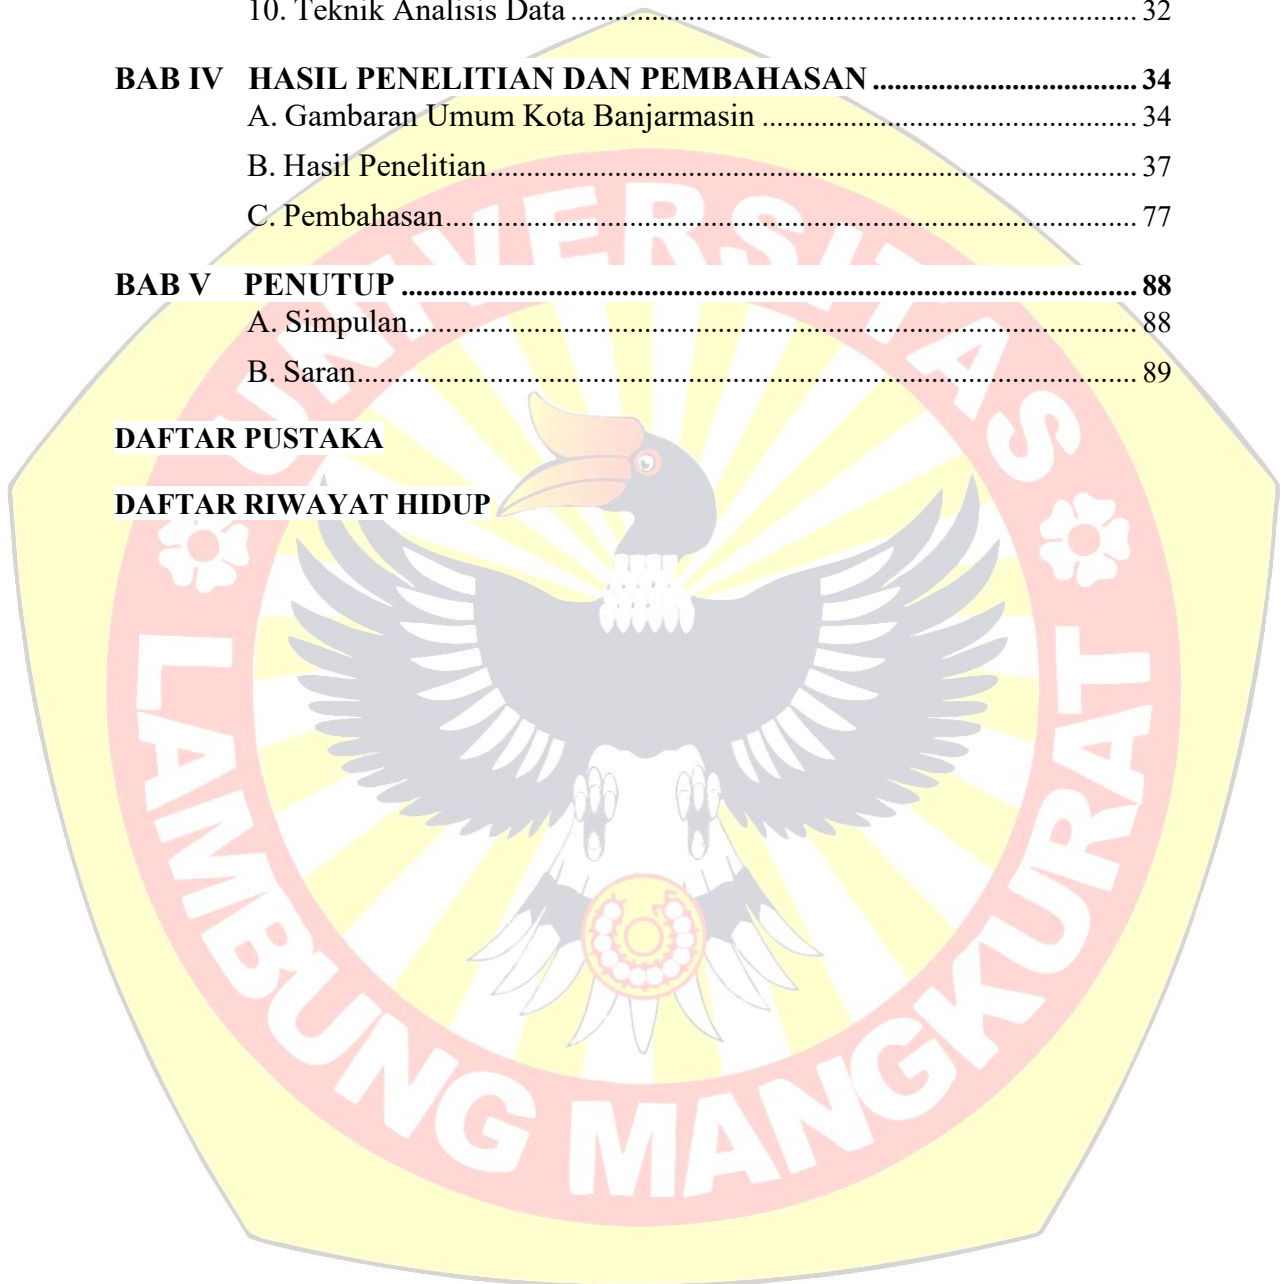 10. Teknik Analisis Data ................................................................................ 32
BAB IV HASIL PENELITIAN DAN PEMBAHASAN .................................... 34
A. Gambaran Umum Kota Banjarmasin ..................................................... 34
B. Hasil Penelitian ........................................................................................... 37
C. Pembahasan ................................................................................................. 77
BAB V PENUTUP ..................................................................................................... 88
A. Simpulan ...................................................................................................... 88
B. Saran ............................................................................................................. 89
DAFTAR PUSTAKA
DAFTAR RIWAYAT HIDUP
UNIVERSITAS
LAMBUNG MANGKURAT